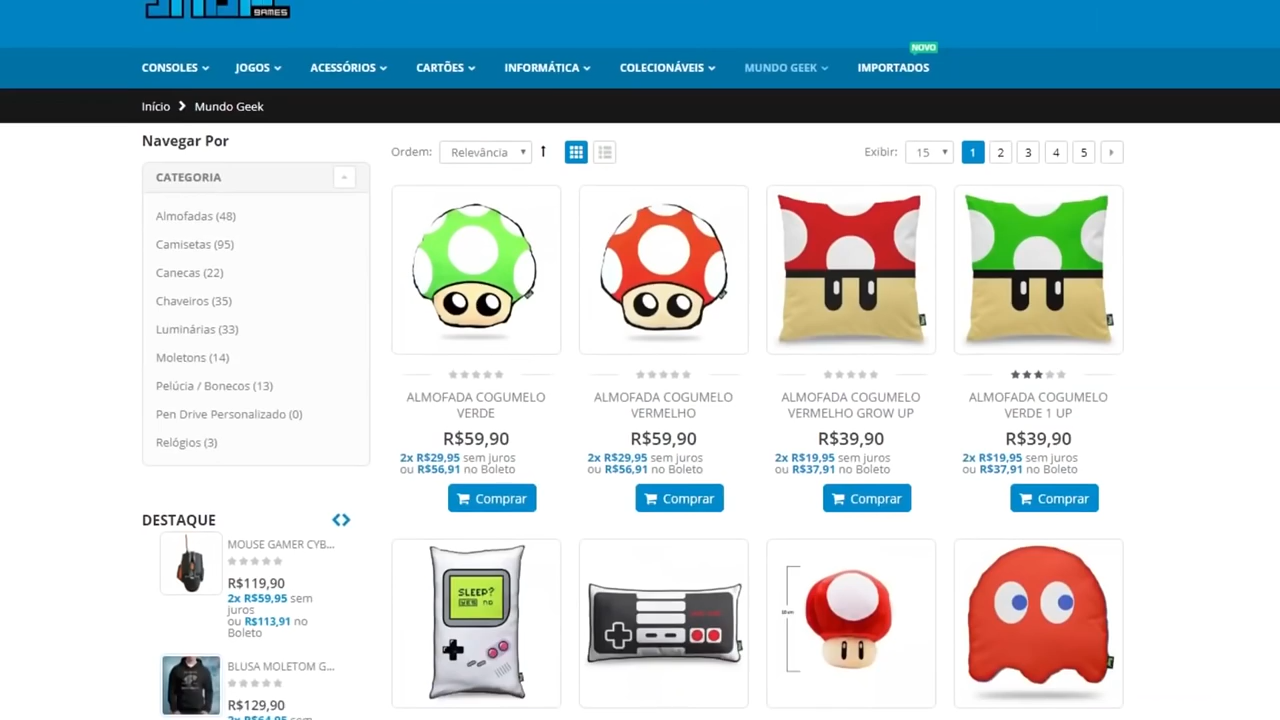 GAMES
NOVO
CONSOLES JOGOS ACESSÓRIOS CARTÕES INFORMÁTICA COLECIONÁVEIS MUNDO GEEK IMPORTADOS
Início Mundo Geek
Navegar Por
CATEGORIA
Almofadas (48)
Camisetas (95)
Canecas (22)
Chaveiros (35)
Luminárias (33)
Moletons (14)
Pelúcia / Bonecos (13)
Pen Drive Personalizado (0)
Relógios (3)
DESTAQUE
MOUSE GAMER CYB...
R$119,90
2x R$59,95 sem
juros
ou R$113,91 no
Boleto
BLUSA MOLETOM G...
R$129,90
2x R$64,95 sem
Ordem: Relevância
Exibir: 15 1 2 3 4 5
ALMOFADA COGUMELO
VERDE
R$59,90
2x R$29,95 sem juros
ou R$56,91 no Boleto
Comprar
ALMOFADA COGUMELO
VERMELHO
R$59,90
2x R$29,95 sem juros
ou R$56,91 no Boleto
Comprar
ALMOFADA COGUMELO
VERMELHO GROW UP
R$39,90
2x R$19,95 sem juros
ou R$37,91 no Boleto
Comprar
ALMOFADA COGUMELO
VERDE 1 UP
R$39,90
2x R$19,95 sem juros
ou R$37,91 no Boleto
Comprar
SLEEP?
YES no